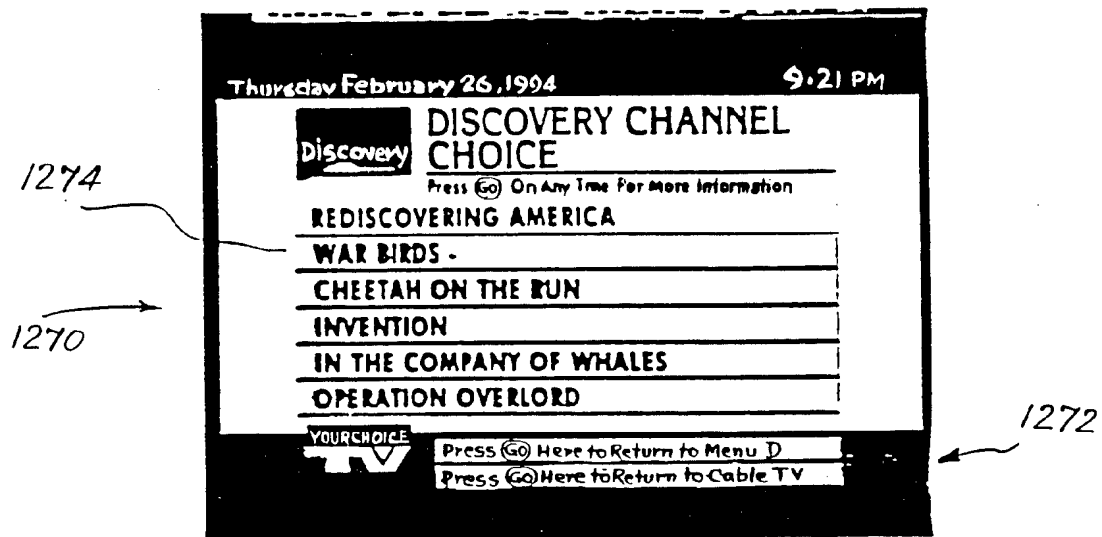 Thursday February 26, 1994 9:21 PM
Discovery
DISCOVERY CHANNEL
CHOICE
Press Go On Any Time For More Information
1274
REDISCOVERING AMERICA
WAR BIRDS -
CHEETAH ON THE RUN
1270
INVENTION
IN THE COMPANY OF WHALES
OPERATION OVERLORD
1272
YOUR CHOICE
TV
Press Go Here to Return to Menu D
Press Go Here to Return to Cable TV